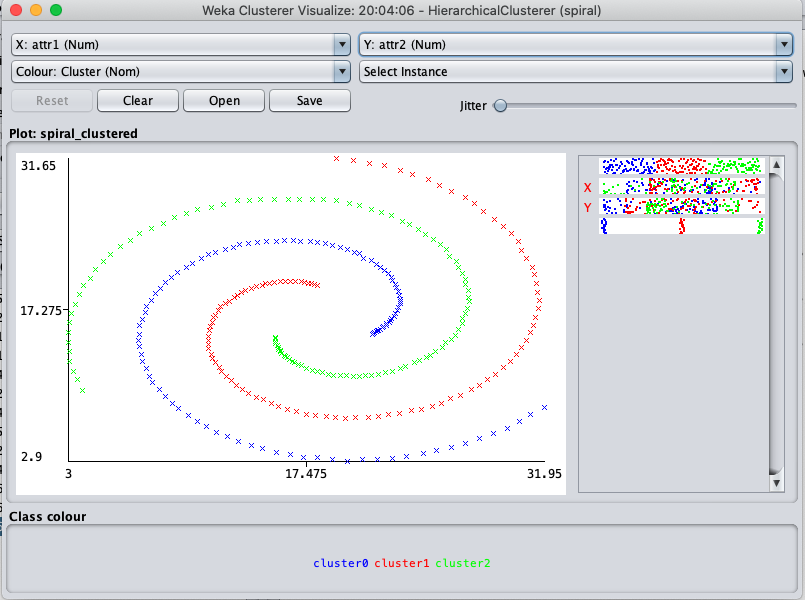 Weka Clusterer Visualize: 20:04:06 - HierarchicalClusterer (spiral)
X: attr1 (Num) Y: attr2 (Num)
Colour: Cluster (Nom) Select Instance
Reset Clear Open Save Jitter
Plot: spiral_clustered
31.65
X
Y
17.275
2.9
3 17.475 31.95
Class colour
cluster0 cluster1 cluster2